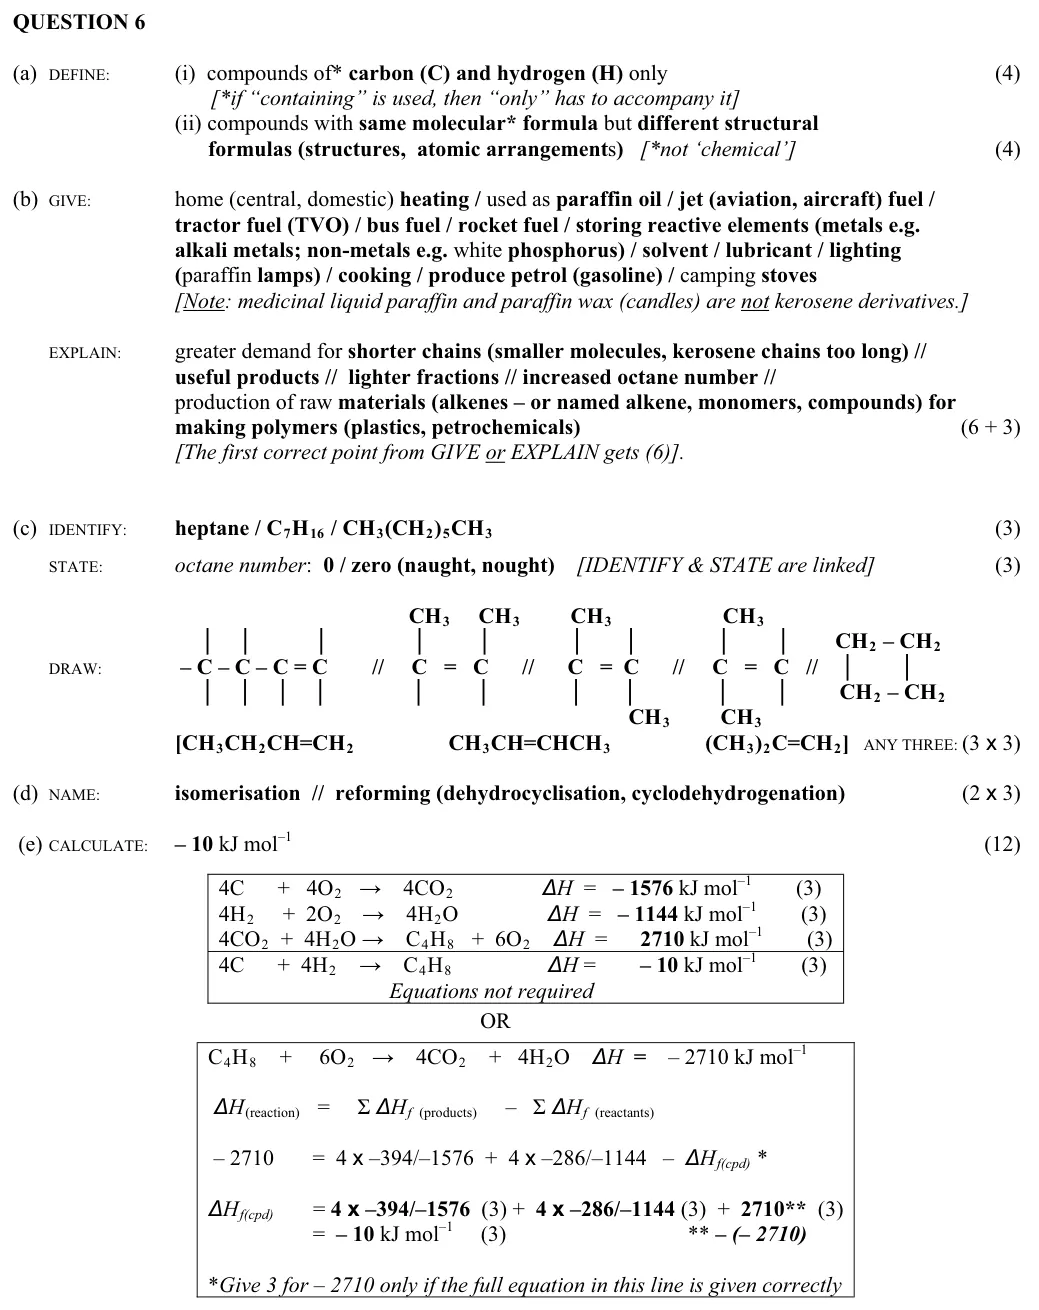 QUESTION 6
(a) DEFINE: (i) compounds of* carbon (C) and hydrogen (H) only (4)
[*if “containing” is used, then “only” has to accompany it]
(ii) compounds with same molecular* formula but different structural
formulas (structures, atomic arrangements) [*not ‘chemical’] (4)
(b) GIVE: home (central, domestic) heating / used as paraffin oil / jet (aviation, aircraft) fuel /
tractor fuel (TVO) / bus fuel / rocket fuel / storing reactive elements (metals e.g.
alkali metals; non-metals e.g. white phosphorus) / solvent / lubricant / lighting
(paraffin lamps) / cooking / produce petrol (gasoline) / camping stoves
[Note: medicinal liquid paraffin and paraffin wax (candles) are not kerosene derivatives.]
EXPLAIN: greater demand for shorter chains (smaller molecules, kerosene chains too long) //
useful products // lighter fractions // increased octane number //
production of raw materials (alkenes – or named alkene, monomers, compounds) for
making polymers (plastics, petrochemicals) (6 + 3)
[The first correct point from GIVE or EXPLAIN gets (6)].
(c) IDENTIFY: heptane / C₇H₁₆ / CH₃(CH₂)₅CH₃ (3)
STATE: octane number: 0 / zero (naught, nought) [IDENTIFY & STATE are linked] (3)
CH₃ CH₃ CH₃ CH₃
CH₂ – CH₂
DRAW: – C – C – C = C // C = C // C = C // C = C //
CH₂ – CH₂
CH₃ CH₃
[CH₃CH₂CH=CH₂ CH₃CH=CHCH₃ (CH₃)₂C=CH₂] ANY THREE: (3 x 3)
(d) NAME: isomerisation // reforming (dehydrocyclisation, cyclodehydrogenation) (2 x 3)
(e) CALCULATE: – 10 kJ mol⁻¹ (12)
4C + 4O₂ → 4CO₂ ΔH = – 1576 kJ mol⁻¹ (3)
4H₂ + 2O₂ → 4H₂O ΔH = – 1144 kJ mol⁻¹ (3)
4CO₂ + 4H₂O → C₄H₈ + 6O₂ ΔH = 2710 kJ mol⁻¹ (3)
4C + 4H₂ → C₄H₈ ΔH = – 10 kJ mol⁻¹ (3)
Equations not required
OR
C₄H₈ + 6O₂ → 4CO₂ + 4H₂O ΔH = – 2710 kJ mol⁻¹
ΔH(reaction) = Σ ΔHf (products) – Σ ΔHf (reactants)
– 2710 = 4 x –394/–1576 + 4 x –286/–1144 – ΔHf(cpd) *
ΔHf(cpd) = 4 x –394/–1576 (3) + 4 x –286/–1144 (3) + 2710** (3)
= – 10 kJ mol⁻¹ (3) ** – (– 2710)
*Give 3 for – 2710 only if the full equation in this line is given correctly